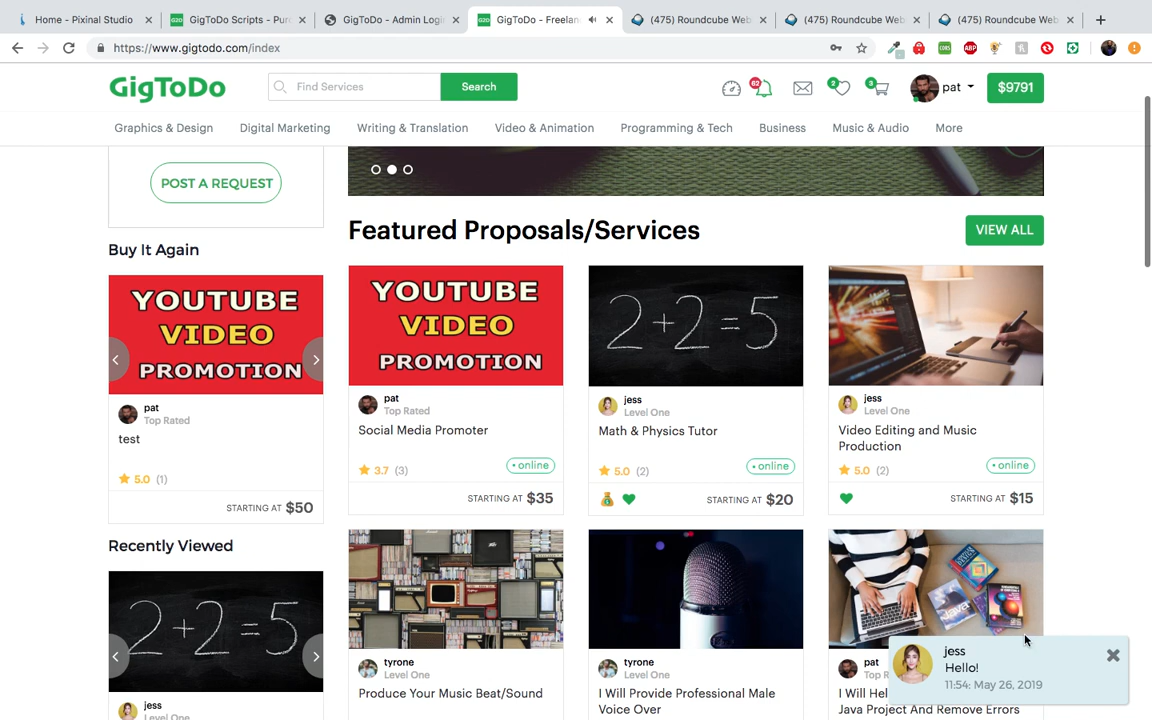 Home - Pixinal Studio
GigToDo Scripts - Pur
GigToDo - Admin Logi
GigToDo - Freelan
(475) Roundcube Web
(475) Roundcube Web
(475) Roundcube Web
https://www.gigtodo.com/index
GigToDo
Find Services
Search
62
2
3
pat
$9791
Graphics & Design
Digital Marketing
Writing & Translation
Video & Animation
Programming & Tech
Business
Music & Audio
More
POST A REQUEST
Featured Proposals/Services
VIEW ALL
Buy It Again
YOUTUBE
VIDEO
PROMOTION
pat
Top Rated
test
5.0 (1)
STARTING AT $50
YOUTUBE
VIDEO
PROMOTION
pat
Top Rated
Social Media Promoter
3.7 (3)
online
STARTING AT $35
2+2=5
jess
Level One
Math & Physics Tutor
5.0 (2)
online
STARTING AT $20
jess
Level One
Video Editing and Music
Production
5.0 (2)
online
STARTING AT $15
Recently Viewed
2+2=5
jess
Level One
tyrone
Level One
Produce Your Music Beat/Sound
tyrone
Level One
I Will Provide Professional Male
Voice Over
pat
Top R
I Will Hel
Java Project And Remove Errors
jess
Hello!
11:54: May 26, 2019